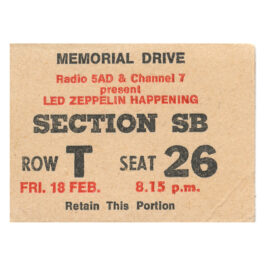 MEMORIAL DRIVE
Radio 5AD & Channel 7
present
LED ZEPPELIN HAPPENING
SECTION SB
ROW T SEAT 26
FRI. 18 FEB. 8.15 p.m.
Retain This Portion